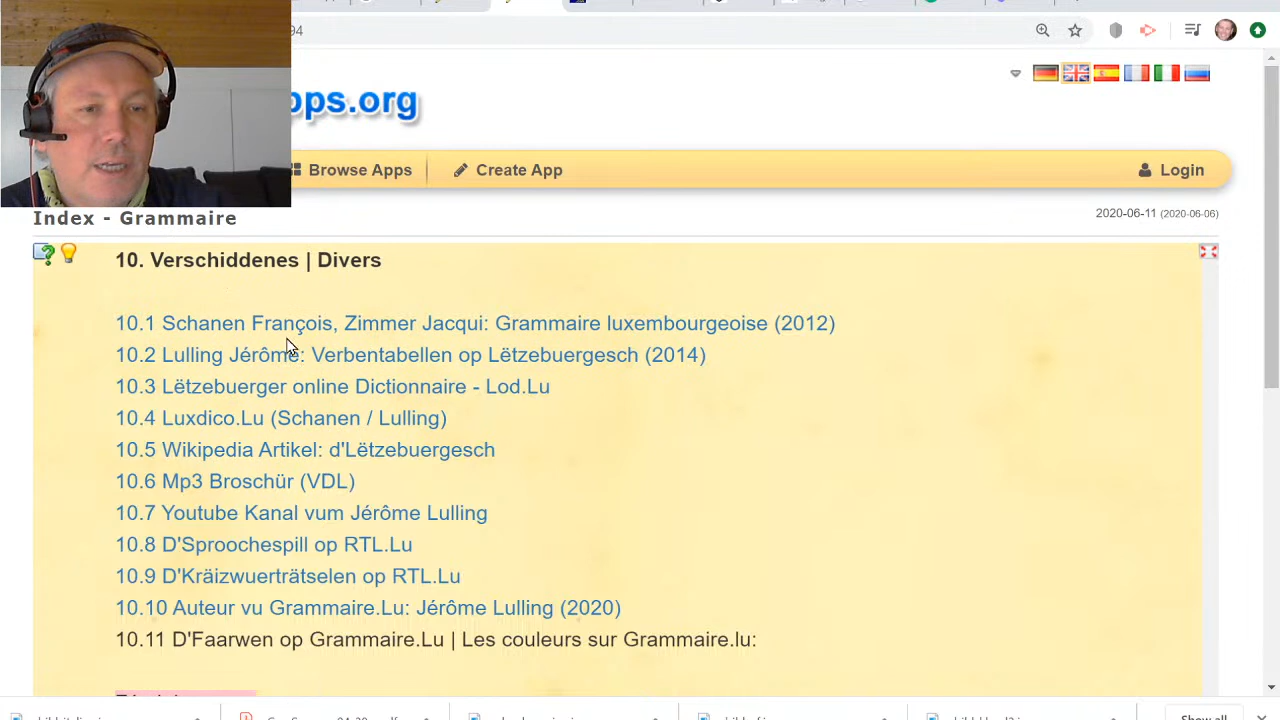 94
pps.org
Browse Apps
Create App
Login
Index - Grammaire
2020-06-11 (2020-06-06)
10. Verschiddenes | Divers
10.1 Schanen François, Zimmer Jacqui: Grammaire luxembourgeoise (2012)
10.2 Lulling Jérôme: Verbentabellen op Lëtzebuergesch (2014)
10.3 Lëtzebuerger online Dictionnaire - Lod.Lu
10.4 Luxdico.Lu (Schanen / Lulling)
10.5 Wikipedia Artikel: d'Lëtzebuergesch
10.6 Mp3 Broschür (VDL)
10.7 Youtube Kanal vum Jérôme Lulling
10.8 D'Sproochespill op RTL.Lu
10.9 D'Kräizwuerträtselen op RTL.Lu
10.10 Auteur vu Grammaire.Lu: Jérôme Lulling (2020)
10.11 D'Faarwen op Grammaire.Lu | Les couleurs sur Grammaire.lu:
Show all